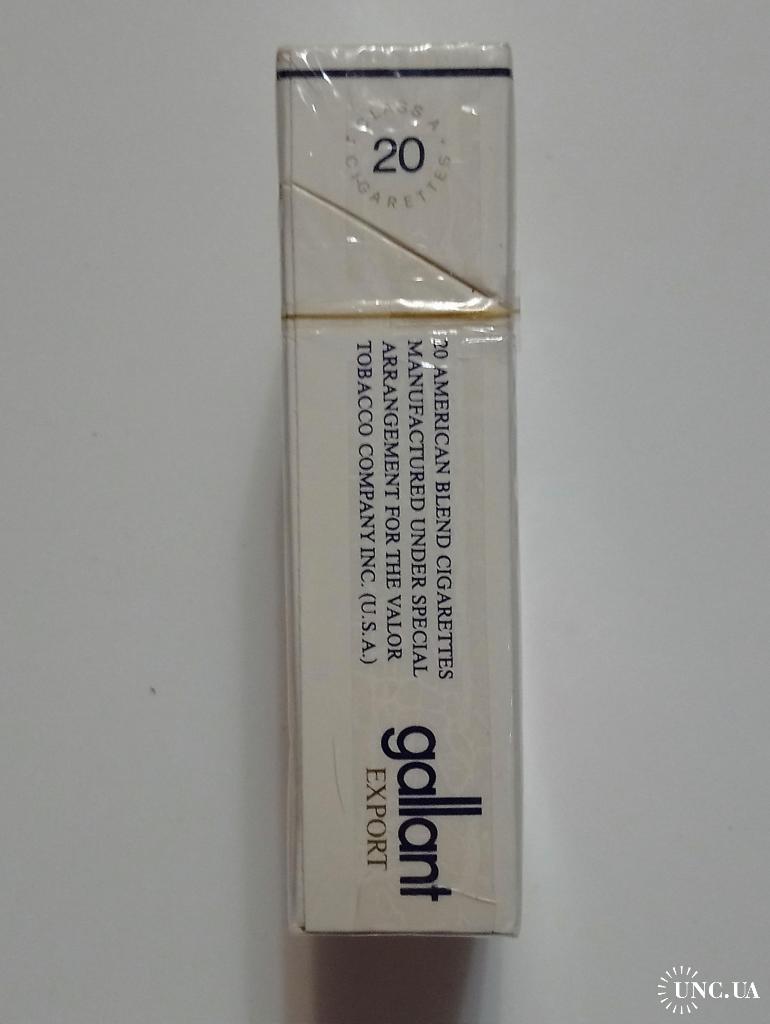 CLASS A · CIGARETTES ·
20
20 AMERICAN BLEND CIGARETTES
MANUFACTURED UNDER SPECIAL
ARRANGEMENT FOR THE VALOR
TOBACCO COMPANY INC. (U.S.A.)
gallant
EXPORT
UNC.UA